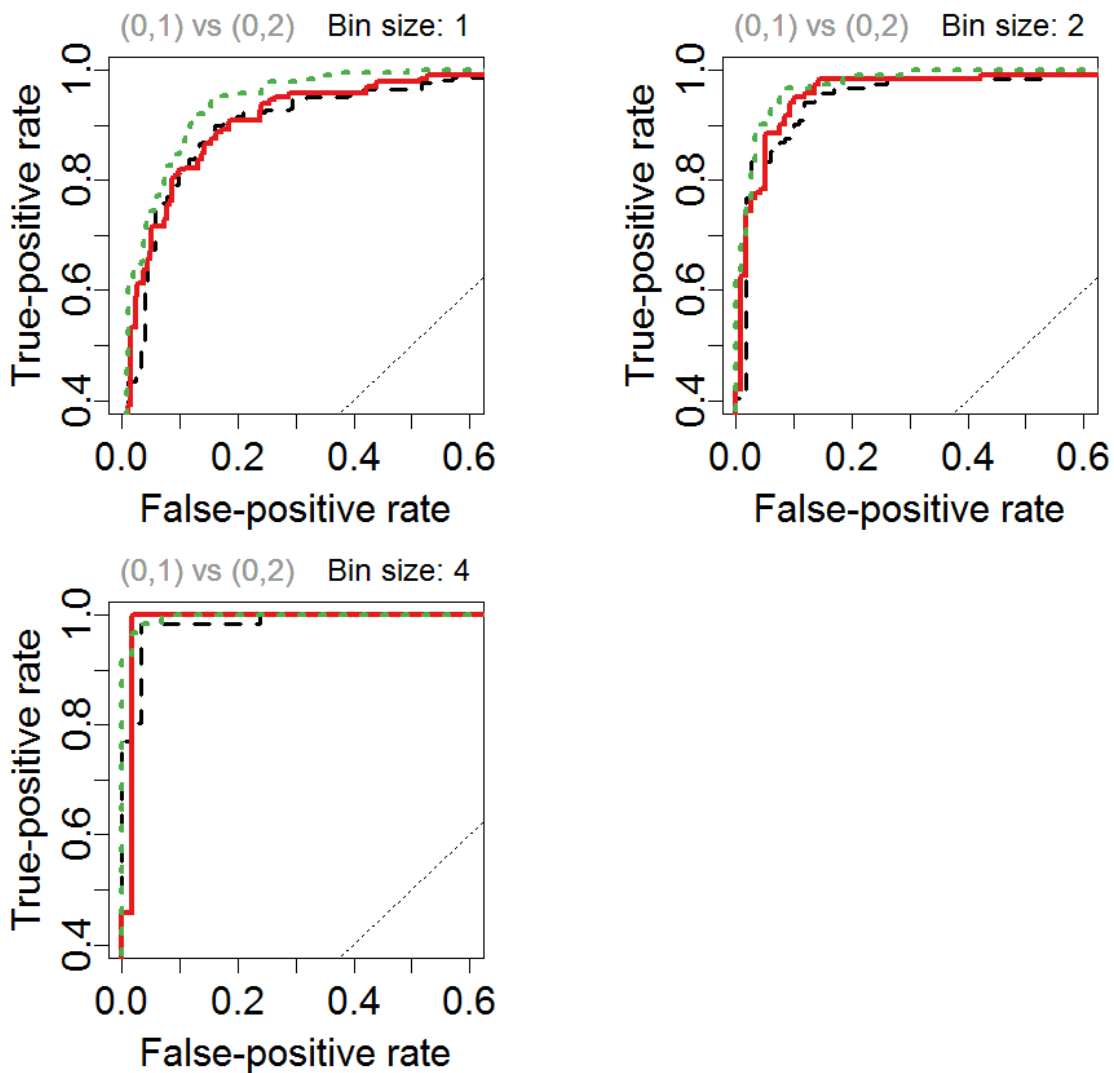 (0,1) vs (0,2) Bin size: 1
True-positive rate
1.0
0.8
0.6
0.4
0.0 0.2 0.4 0.6
False-positive rate
(0,1) vs (0,2) Bin size: 2
True-positive rate
1.0
0.8
0.6
0.4
0.0 0.2 0.4 0.6
False-positive rate
(0,1) vs (0,2) Bin size: 4
True-positive rate
1.0
0.8
0.6
0.4
0.0 0.2 0.4 0.6
False-positive rate